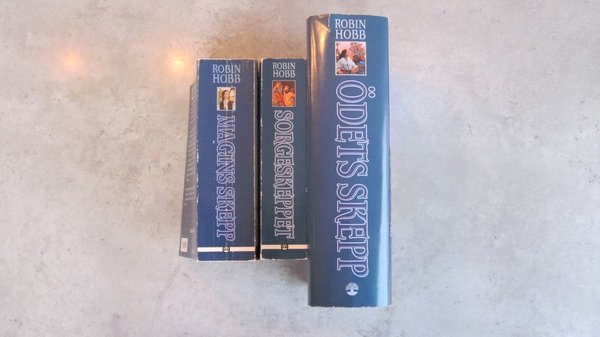 ROBIN
HOBB
MAGINS SKEPP
ROBIN
HOBB
SORGESKEPPET
ROBIN
HOBB
ÖDETS SKEPP